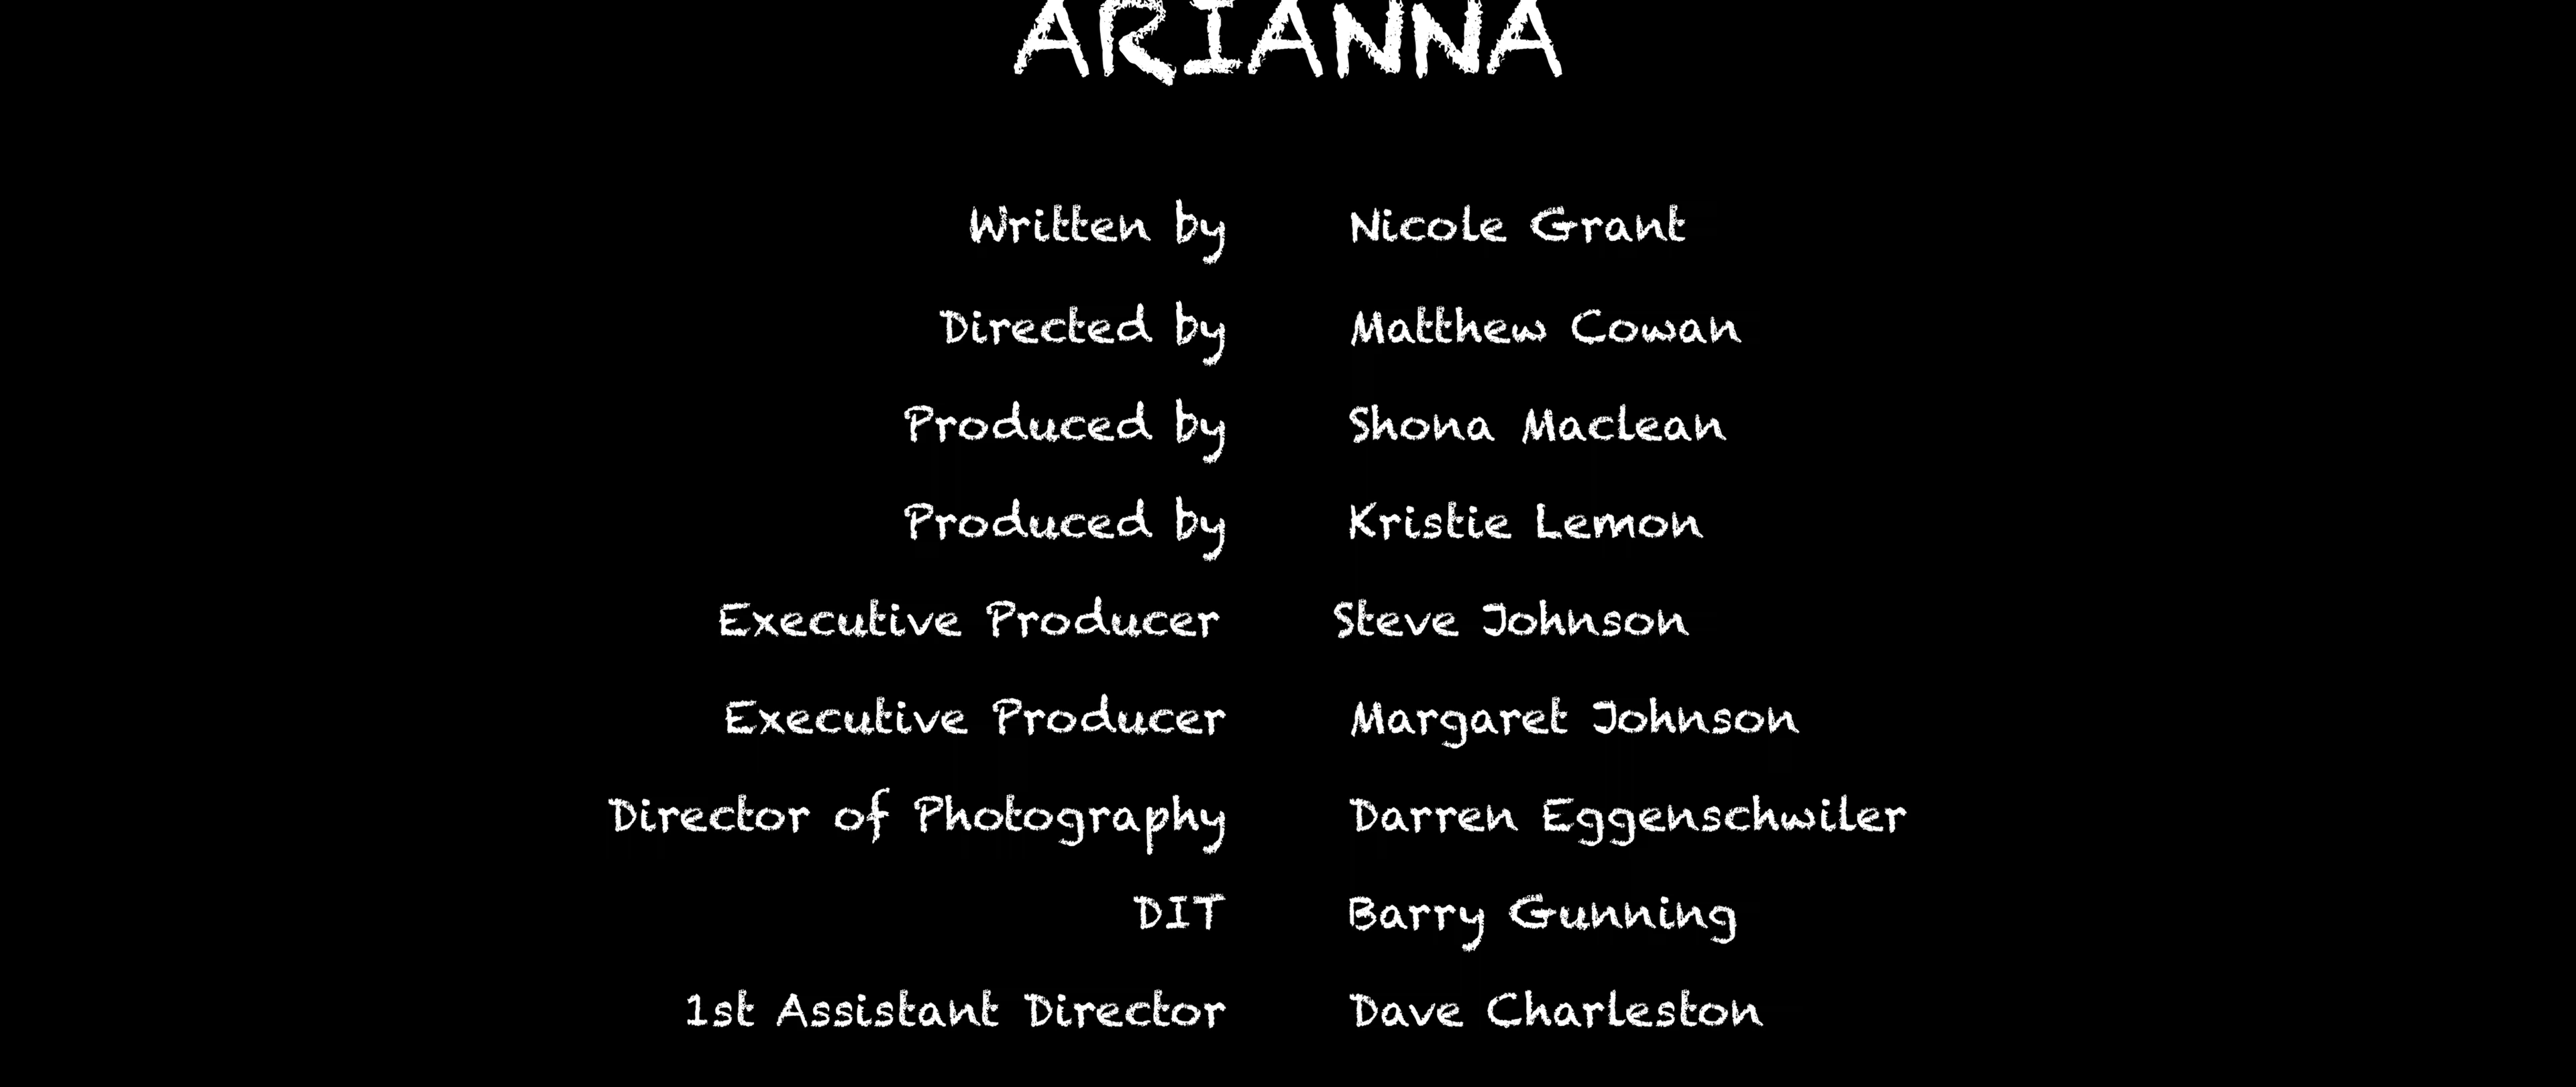 ARIANNA
Written by Nicole Grant
Directed by Matthew Cowan
Produced by Shona Maclean
Produced by Kristie Lemon
Executive Producer Steve Johnson
Executive Producer Margaret Johnson
Director of Photography Darren Eggenschwiler
DIT Barry Gunning
1st Assistant Director Dave Charleston